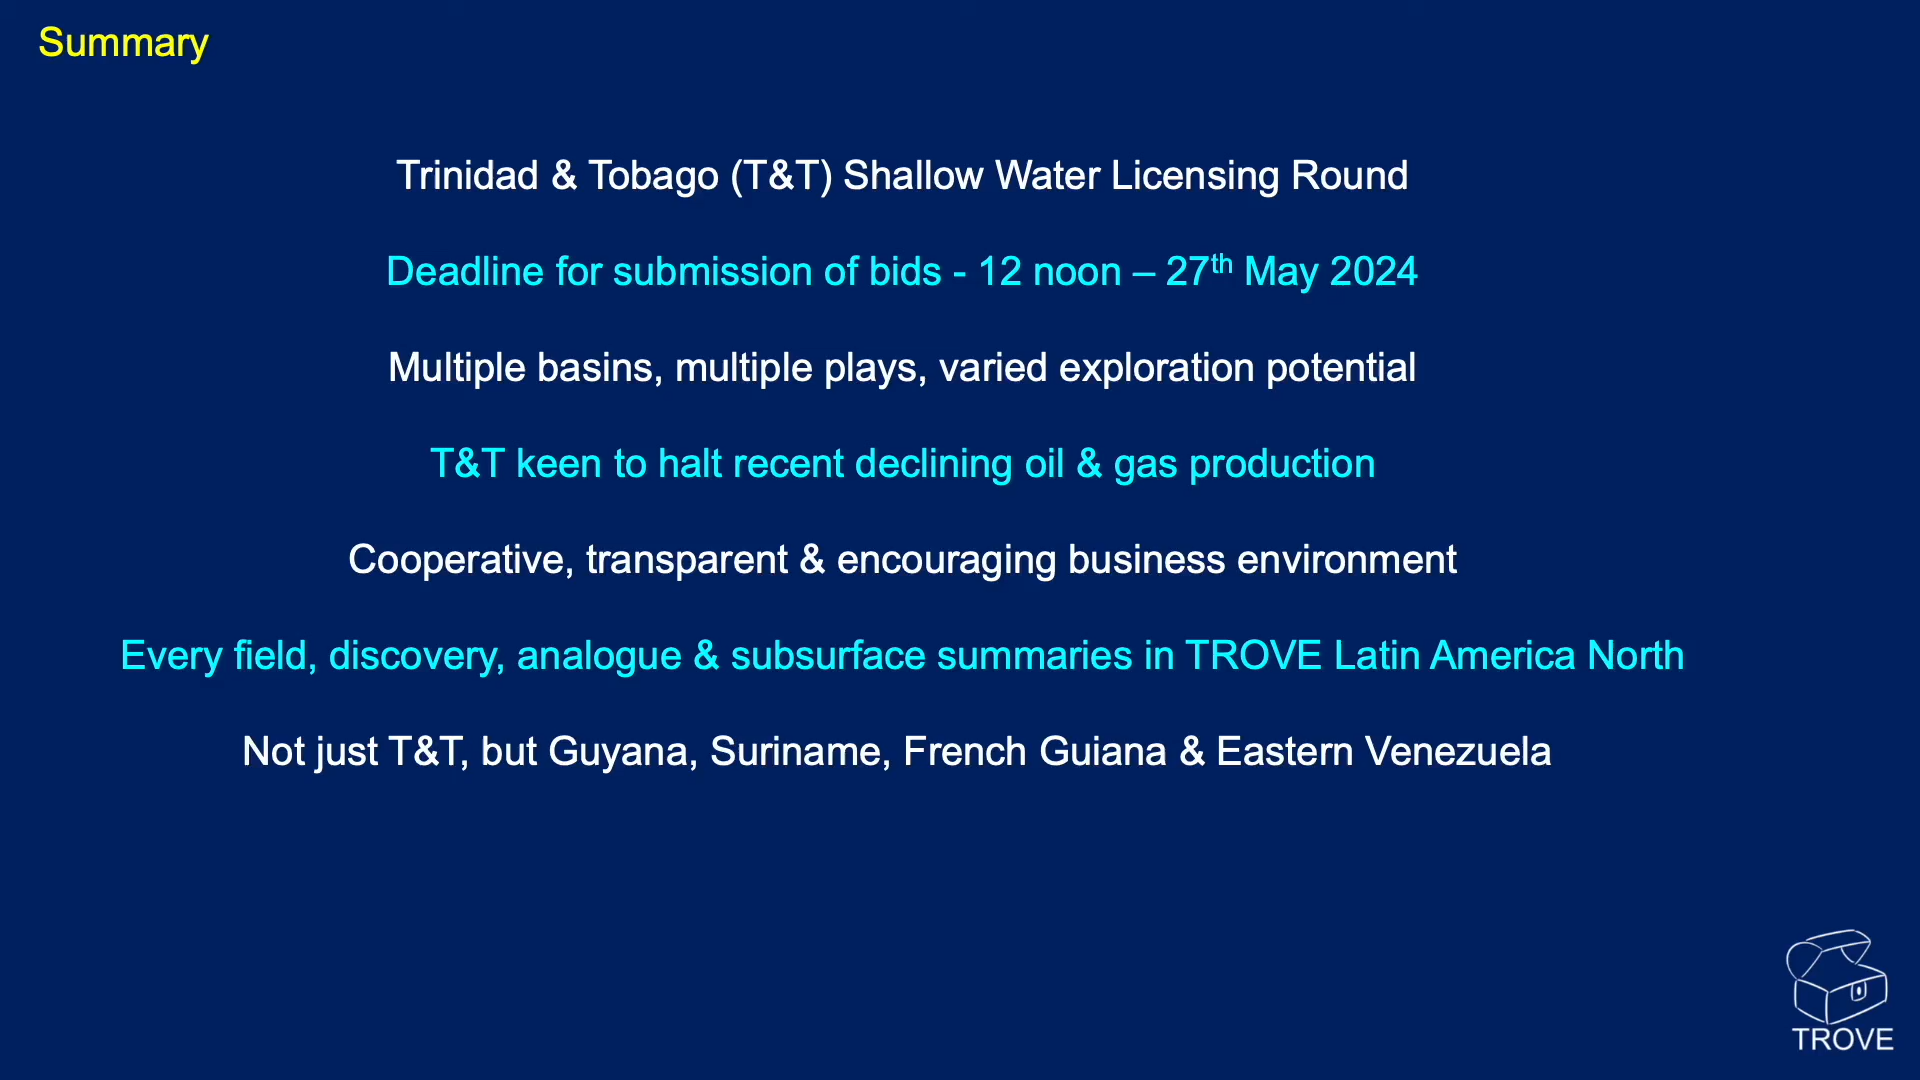 Summary
Trinidad & Tobago (T&T) Shallow Water Licensing Round
Deadline for submission of bids - 12 noon – 27th May 2024
Multiple basins, multiple plays, varied exploration potential
T&T keen to halt recent declining oil & gas production
Cooperative, transparent & encouraging business environment
Every field, discovery, analogue & subsurface summaries in TROVE Latin America North
Not just T&T, but Guyana, Suriname, French Guiana & Eastern Venezuela
TROVE